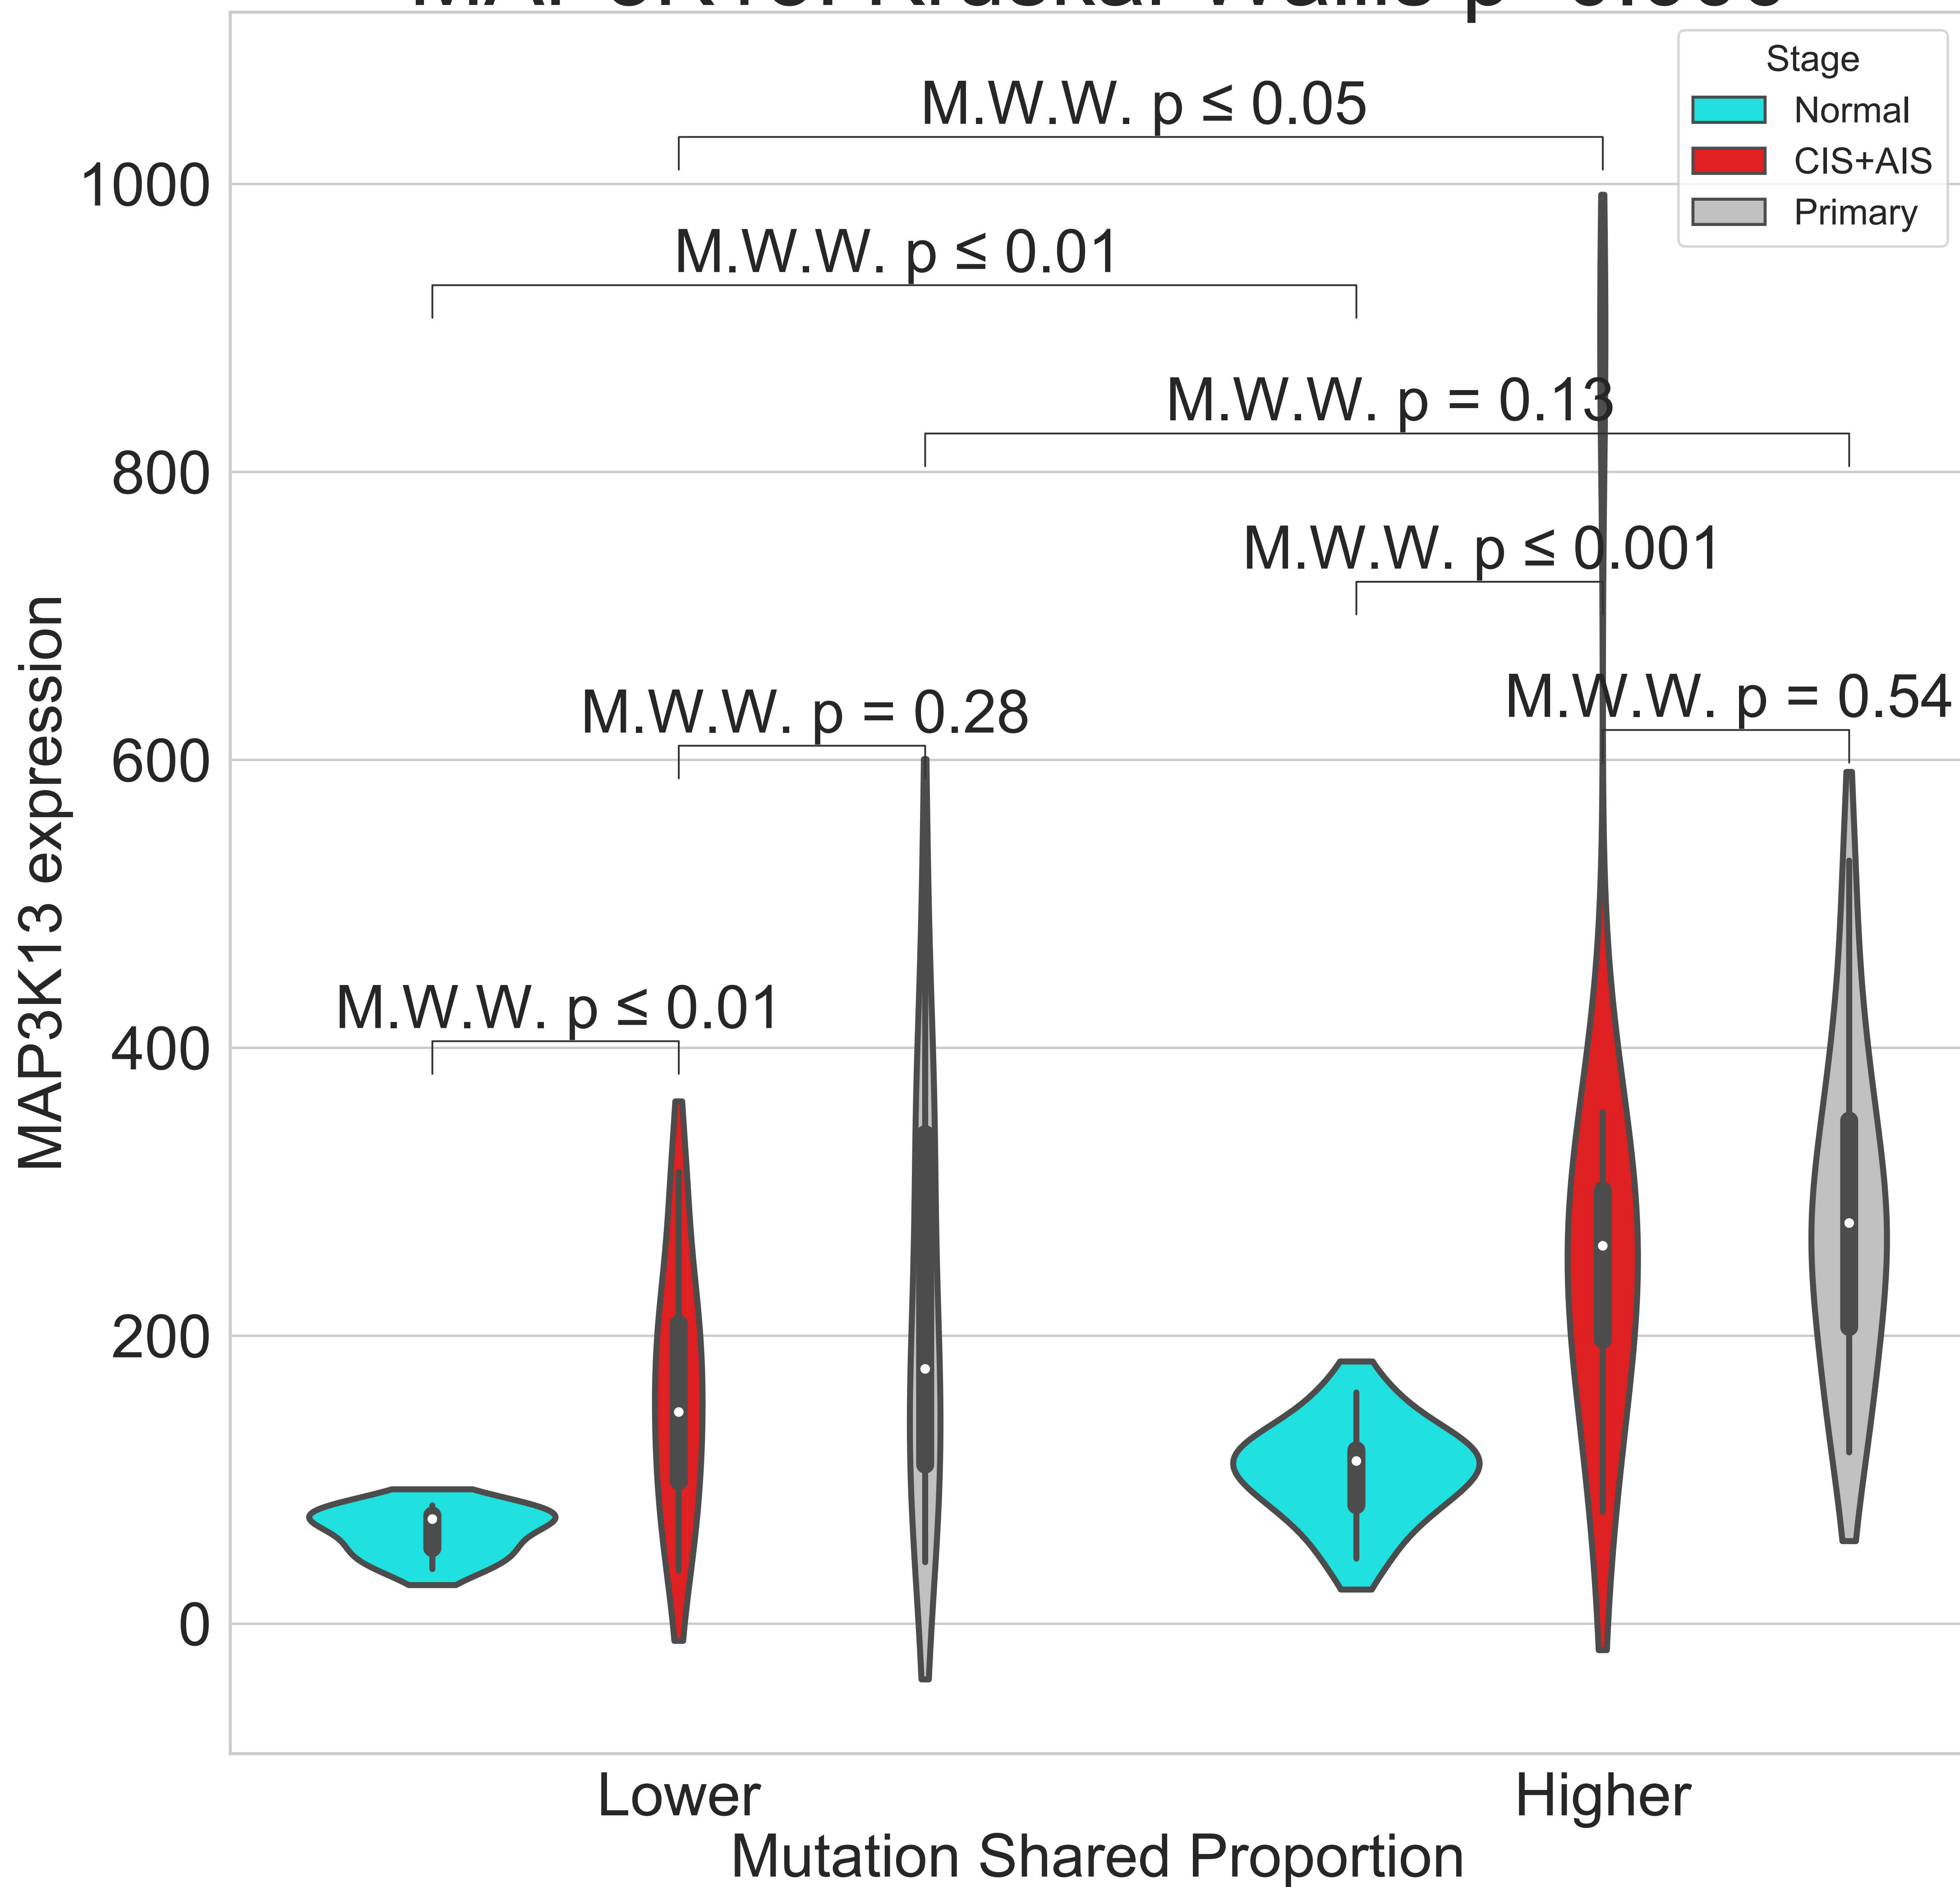 Stage
Normal
CIS+AIS
Primary
M.W.W. p ≤ 0.05
M.W.W. p ≤ 0.01
M.W.W. p = 0.13
M.W.W. p ≤ 0.001
M.W.W. p = 0.54
M.W.W. p = 0.28
M.W.W. p ≤ 0.01
1000
800
600
400
200
0
MAP3K13 expression
Lower
Higher
Mutation Shared Proportion